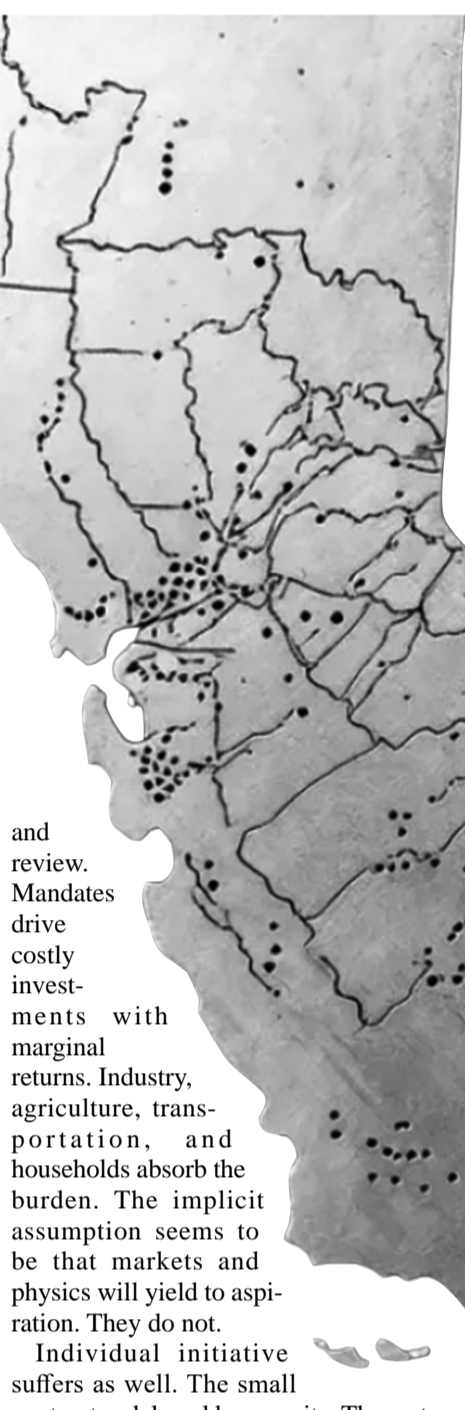 and
review.
Mandates
drive
costly
invest-
ments with
marginal
returns. Industry,
agriculture, trans-
portation, and
households absorb the
burden. The implicit
assumption seems to
be that markets and
physics will yield to aspi-
ration. They do not.
Individual initiative
suffers as well. The small